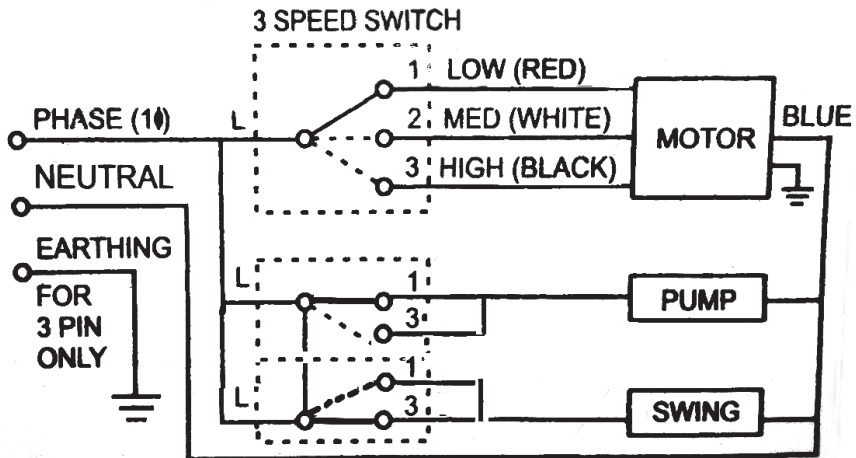 3 SPEED SWITCH
PHASE (1ϕ)
L
1
LOW (RED)
2
MED (WHITE)
3
HIGH (BLACK)
MOTOR
BLUE
NEUTRAL
EARTHING
FOR
3 PIN
ONLY
L
1
3
PUMP
L
1
3
SWING